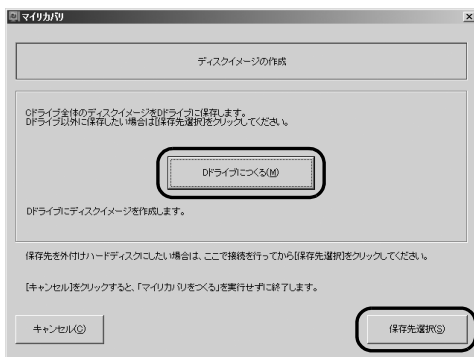 マイリカバリ
ディスクイメージの作成
Cドライブ全体のディスクイメージをDドライブに保存します。
Dドライブ以外に保存したい場合は[保存先選択]をクリックしてください。
Dドライブにつくる(M)
Dドライブにディスクイメージを作成します。
保存先を外付けハードディスクにしたい場合は、ここで接続を行ってから[保存先選択]をクリックしてください。
[キャンセル]をクリックすると、「マイリカバリをつくる」を実行せずに終了します。
キャンセル(C)
保存先選択(S)